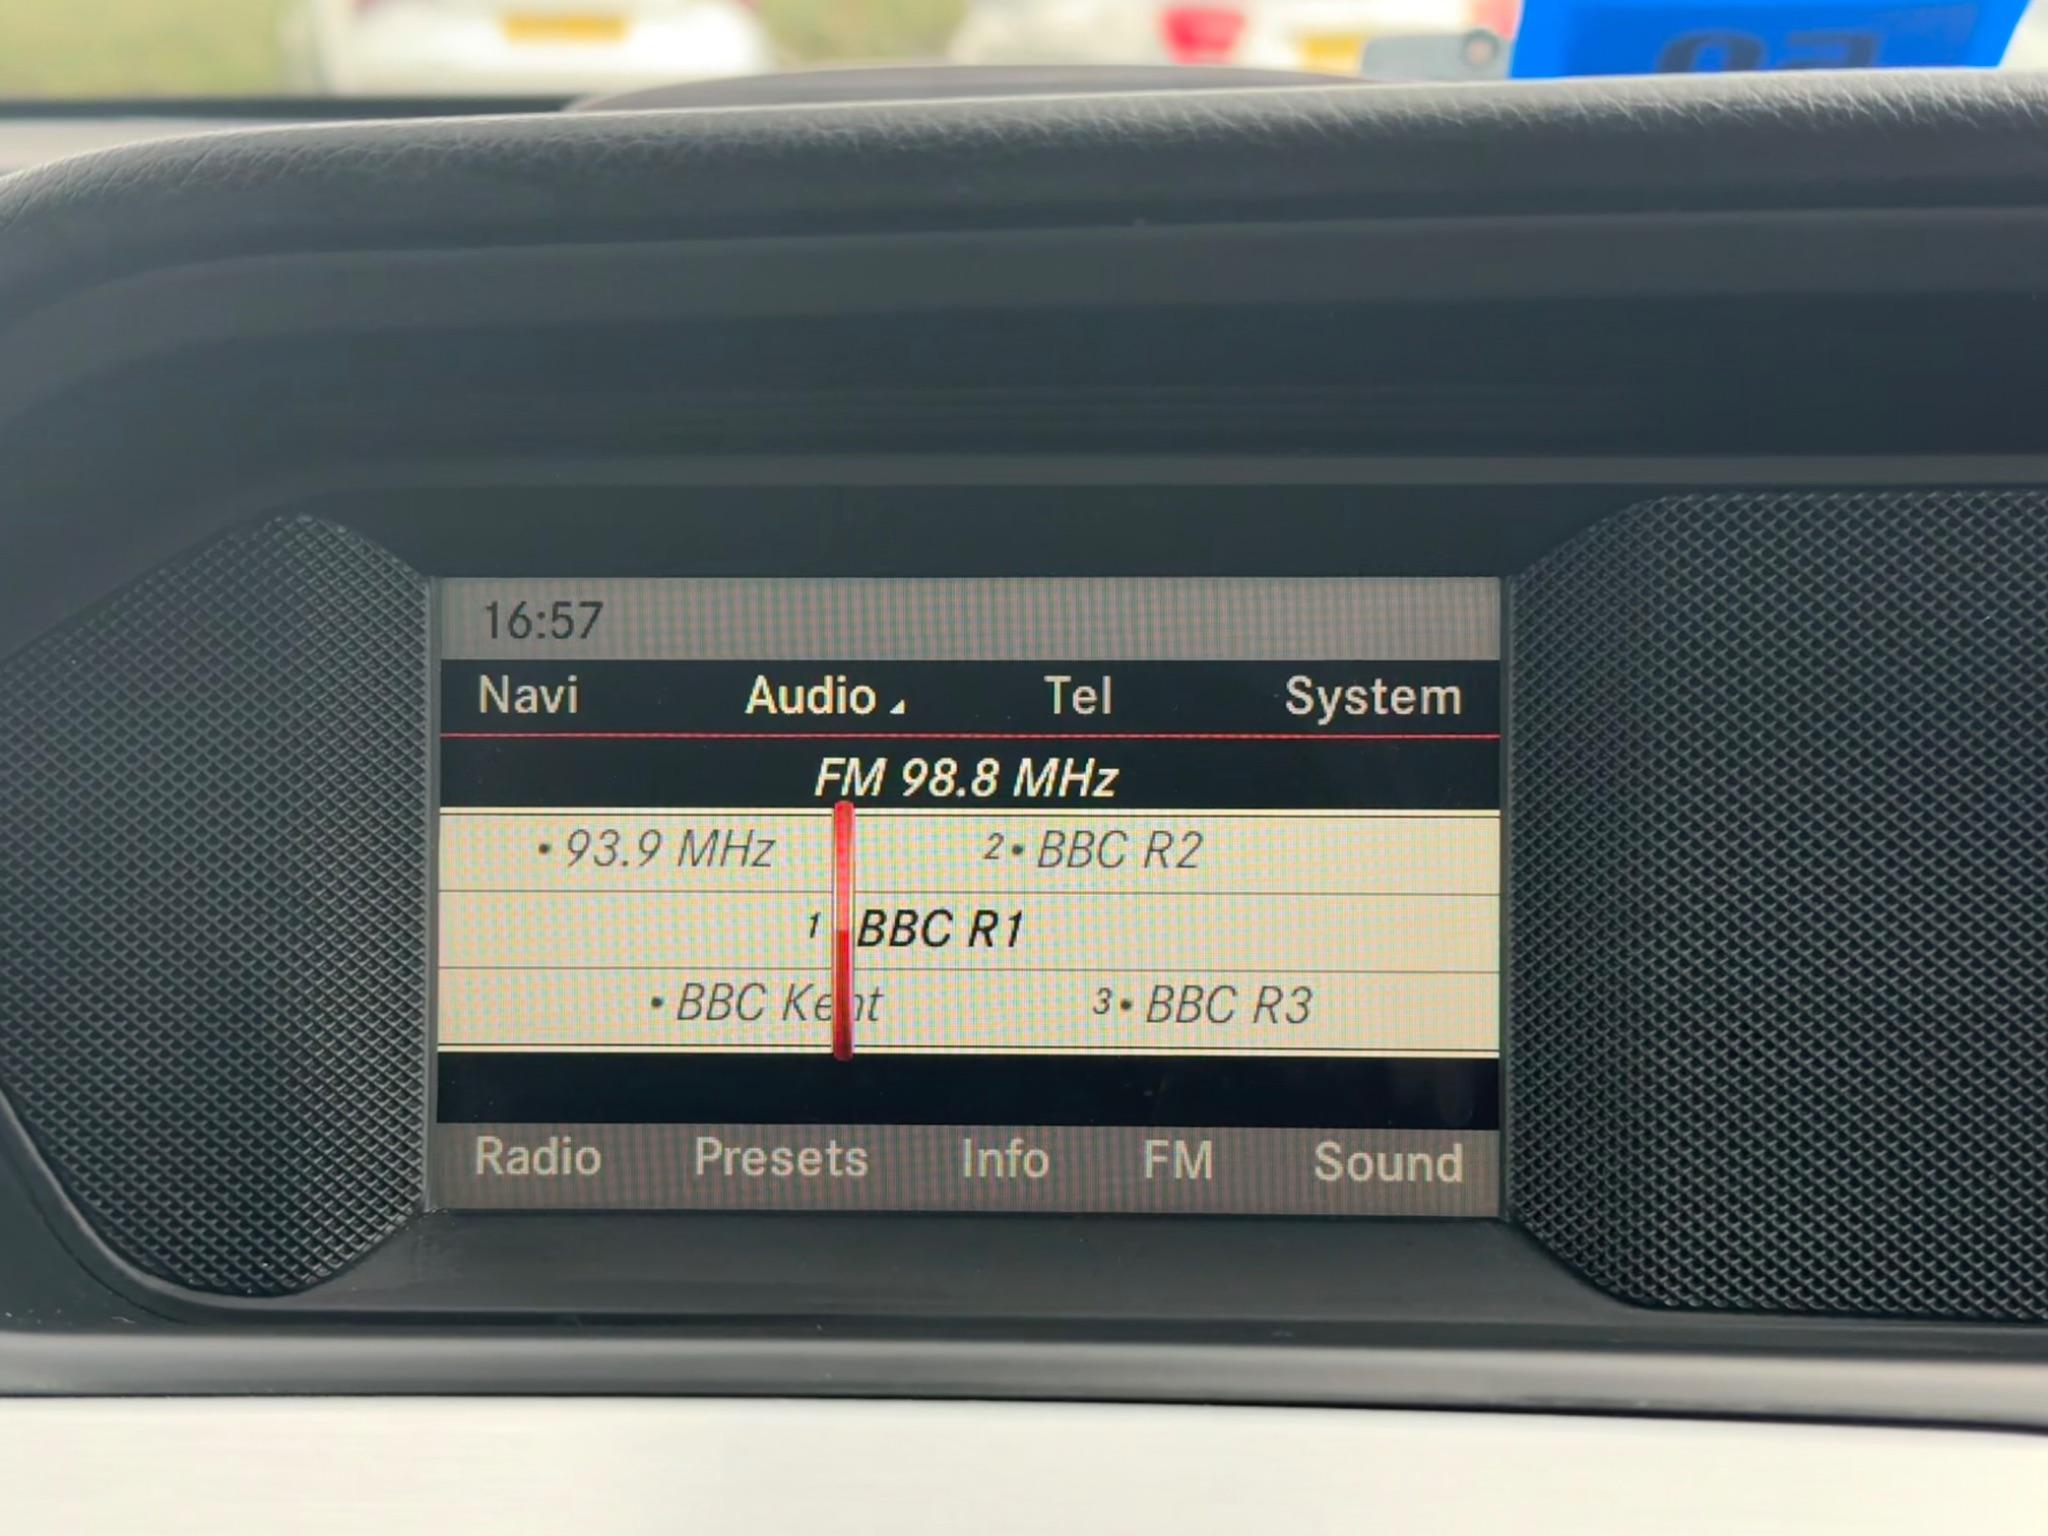 16:57
Navi Audio Tel System
FM 98.8 MHz
• 93.9 MHz 2 • BBC R2
1 BBC R1
• BBC Kent 3 • BBC R3
Radio Presets Info FM Sound